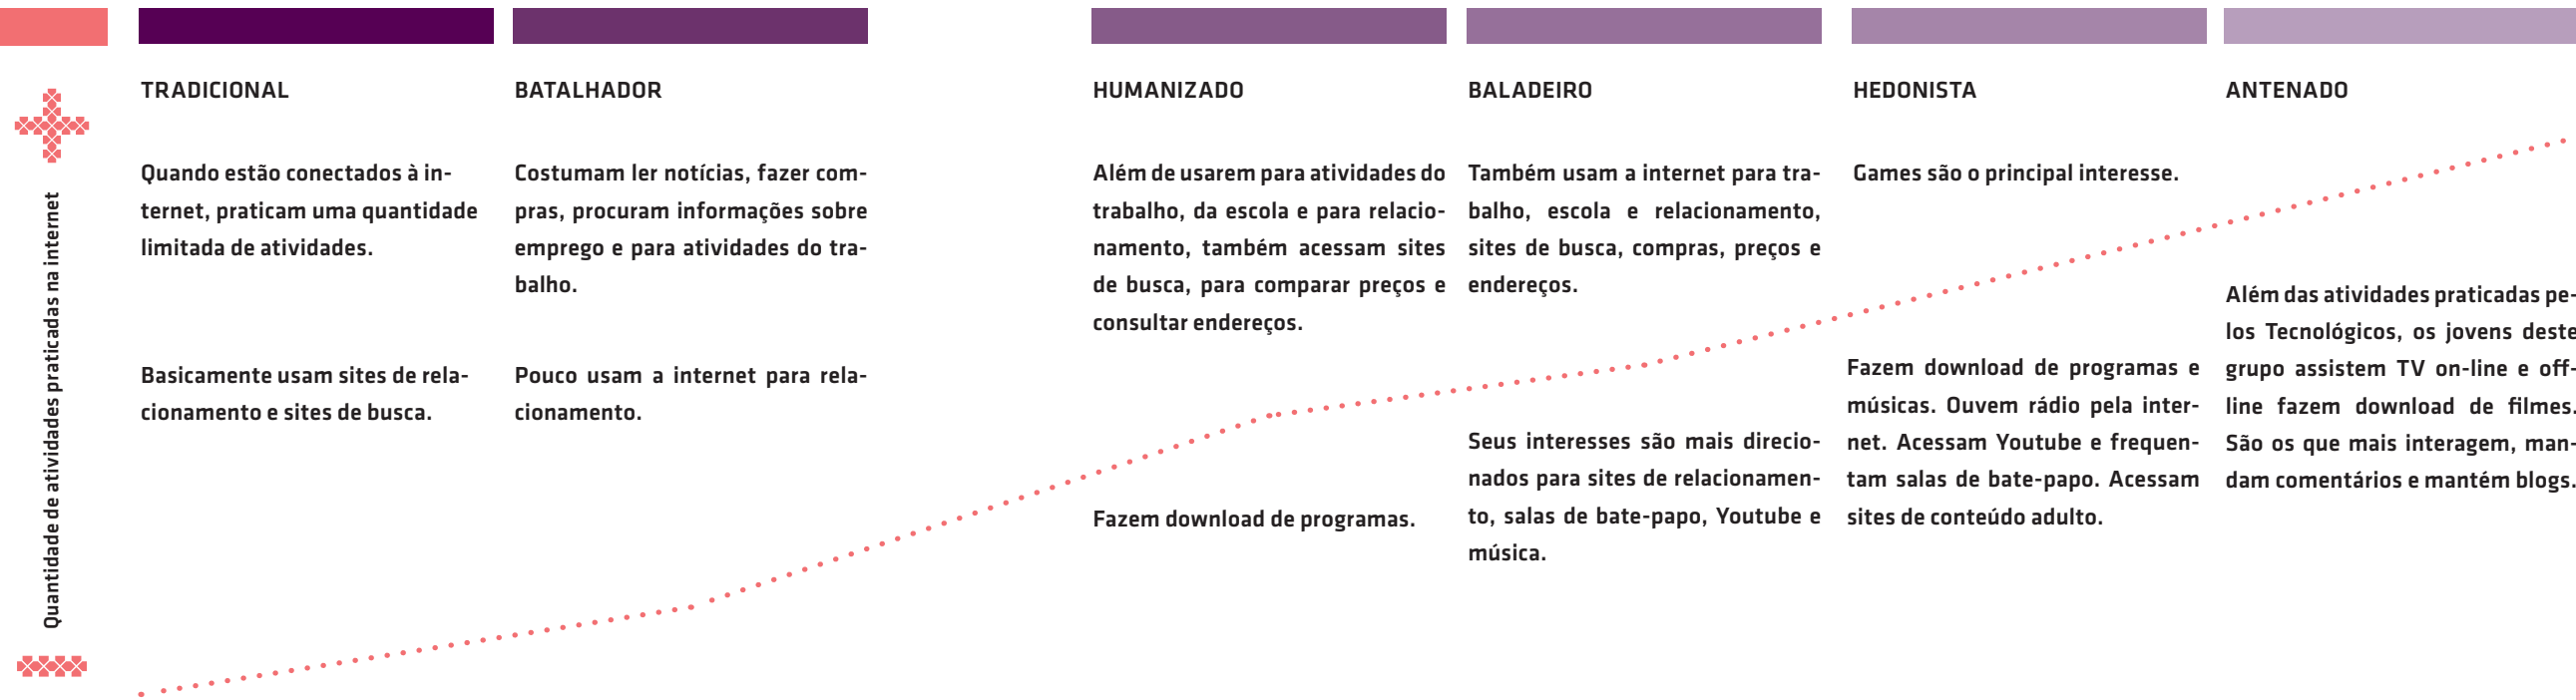 Quantidade de atividades praticadas na internet
TRADICIONAL
Quando estão conectados à in-
ternet, praticam uma quantidade
limitada de atividades.
Basicamente usam sites de rela-
cionamento e sites de busca.
BATALHADOR
Costumam ler notícias, fazer com-
pras, procuram informações sobre
emprego e para atividades do tra-
balho.
Pouco usam a internet para rela-
cionamento.
HUMANIZADO
Além de usarem para atividades do
trabalho, da escola e para relacio-
namento, também acessam sites
de busca, para comparar preços e
consultar endereços.
Fazem download de programas.
BALADEIRO
Também usam a internet para tra-
balho, escola e relacionamento,
sites de busca, compras, preços e
endereços.
Seus interesses são mais direcio-
nados para sites de relacionamen-
to, salas de bate-papo, Youtube e
música.
HEDONISTA
Games são o principal interesse.
Fazem download de programas e
músicas. Ouvem rádio pela inter-
net. Acessam Youtube e frequen-
tam salas de bate-papo. Acessam
sites de conteúdo adulto.
ANTENADO
Além das atividades praticadas pe-
los Tecnológicos, os jovens deste
grupo assistem TV on-line e off-
line fazem download de filmes.
São os que mais interagem, man-
dam comentários e mantém blogs.